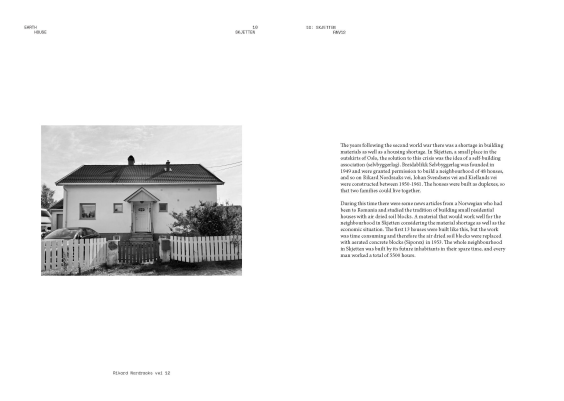 EARTH
HOUSE
SKJETTEN
The years following the second world war there was a shortage in building
materials as well as a housing shortage. In Skjetten, a small place in the
outskirts of Oslo, the solution to this crisis was the idea of a self-building
association (selvbyggerlag). Bondabl­ikk Selvbyggerlag was founded in
1949 and were granted permission to build a neighbourhood of 48 houses,
and so on Rikard Nordraaks vei, Johan Svendsens vei and Kiellands vei
were constructed between 1950-1961. The houses were built as duplexes, so
that two families could live together.
During this time there were some news articles from a Norwegian who had
been to Romania and studied the tradition of building small residential
houses with air dried soil blocks. A material that would work well for the
neighbourhood in Skjetten considering the material shortage as well as the
economic situation. The first 13 houses were built like this, but the work
was time consuming and therefore the air dried soil blocks were replaced
with aerated concrete blocks (Siporex) in 1953. The whole neighbourhood
in Skjetten was built by its future inhabitants in their spare time, and every
man worked a total of 5500 hours.
Rikard Nordraaks vei 32